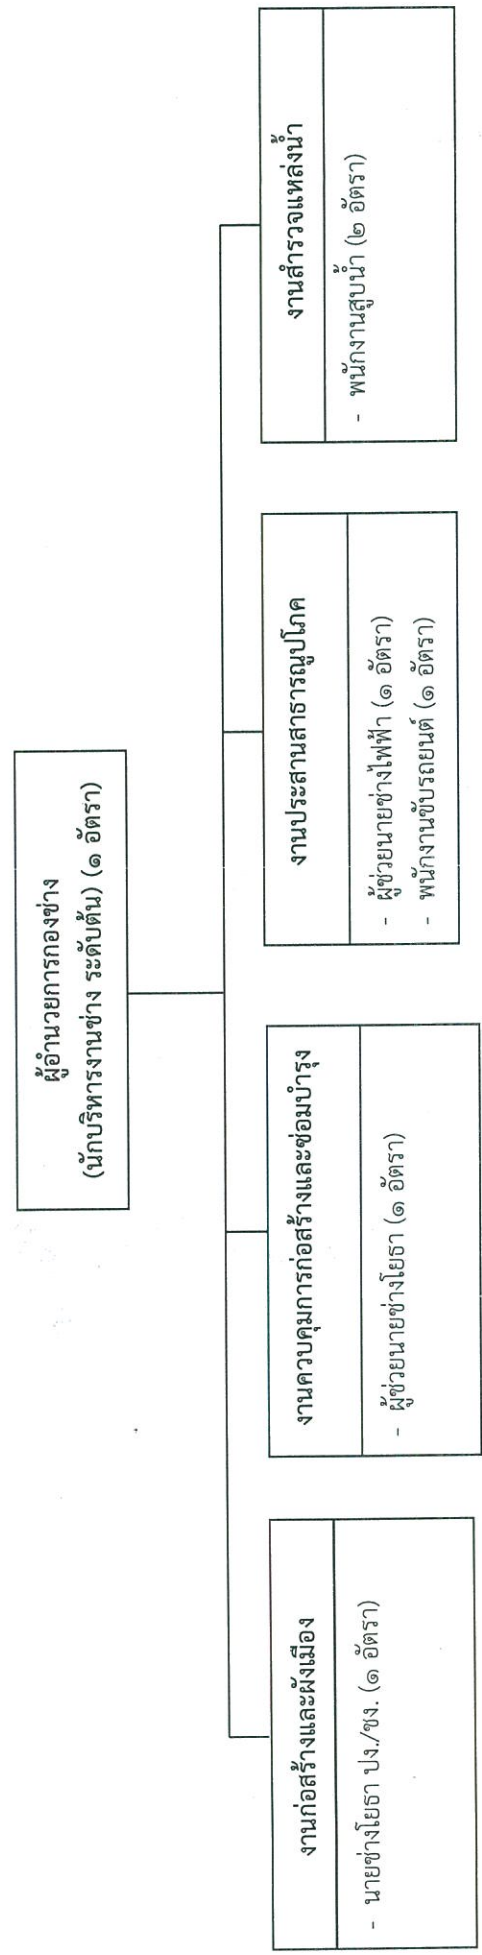 ผู้อำนวยการกองช่าง
(นักบริหารงานช่าง ระดับต้น) (๑ อัตรา)
งานก่อสร้างและผังเมือง
- นายช่างโยธา ปง./ชง. (๑ อัตรา)
งานควบคุมการก่อสร้างและซ่อมบำรุง
- ผู้ช่วยนายช่างโยธา (๑ อัตรา)
งานประสานสาธารณูปโภค
- ผู้ช่วยนายช่างไฟฟ้า (๑ อัตรา)
- พนักงานขับรถยนต์ (๑ อัตรา)
งานสำรวจแหล่งน้ำ
- พนักงานสูบน้ำ (๒ อัตรา)